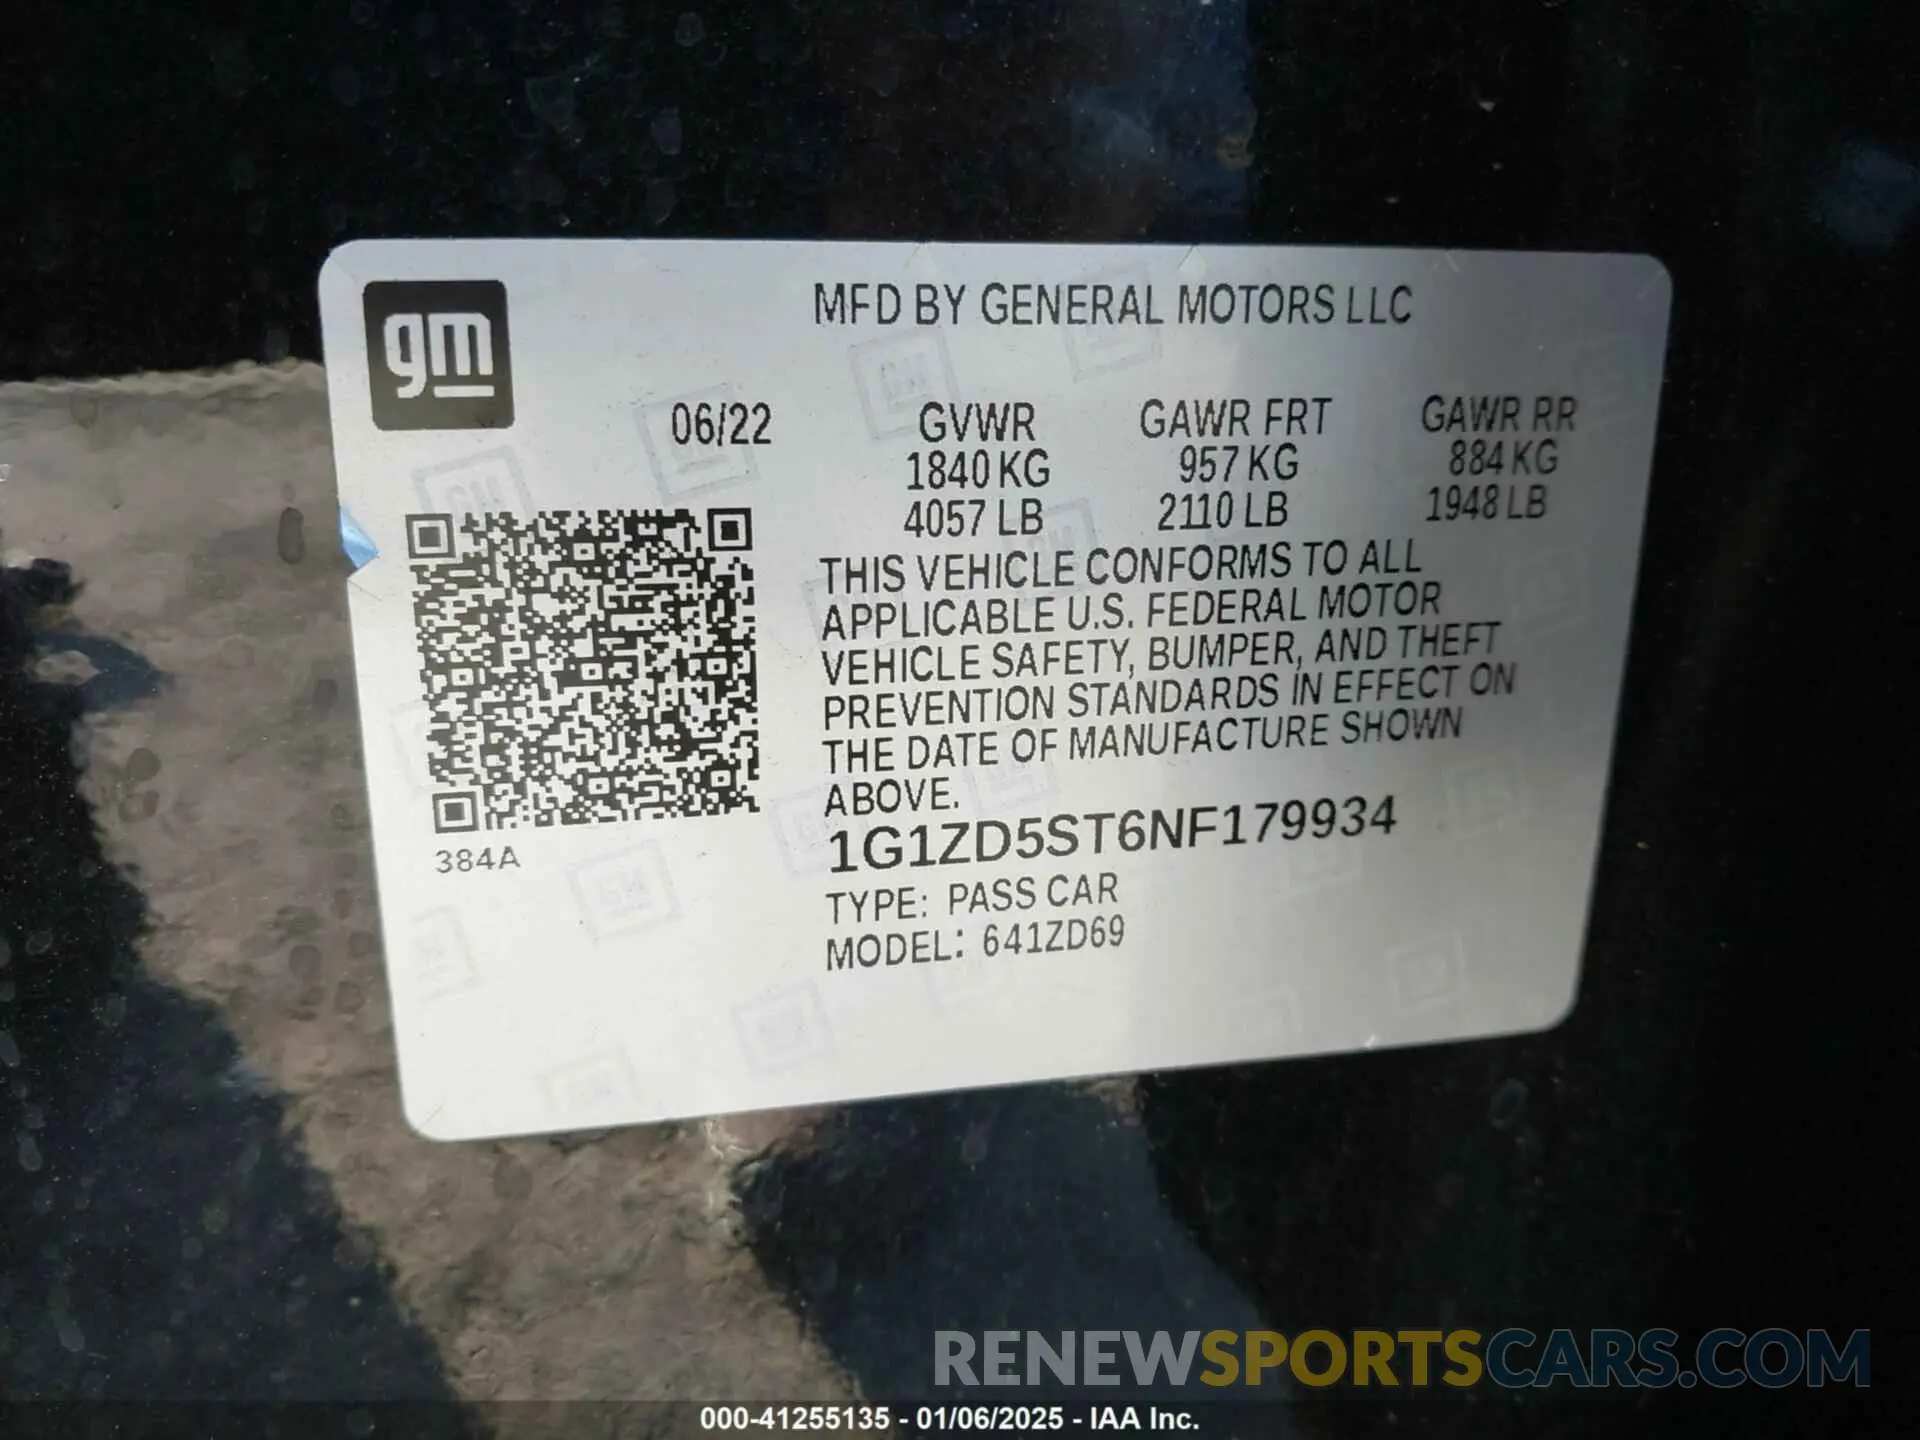 gm
MFD BY GENERAL MOTORS LLC
06/22 GVWR GAWR FRT GAWR RR
1840 KG 957 KG 884 KG
4057 LB 2110 LB 1948 LB
THIS VEHICLE CONFORMS TO ALL
APPLICABLE U.S. FEDERAL MOTOR
VEHICLE SAFETY, BUMPER, AND THEFT
PREVENTION STANDARDS IN EFFECT ON
THE DATE OF MANUFACTURE SHOWN
ABOVE.
1G1ZD5ST6NF179934
384A
TYPE: PASS CAR
MODEL: 641ZD69
RENEWSPORTSCARS.COM
000-41255135 - 01/06/2025 - IAA Inc.